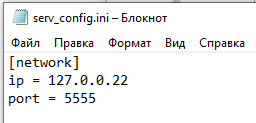 serv_config.ini – Блокнот
Файл Правка Формат Вид Справка
[network]
ip = 127.0.0.22
port = 5555